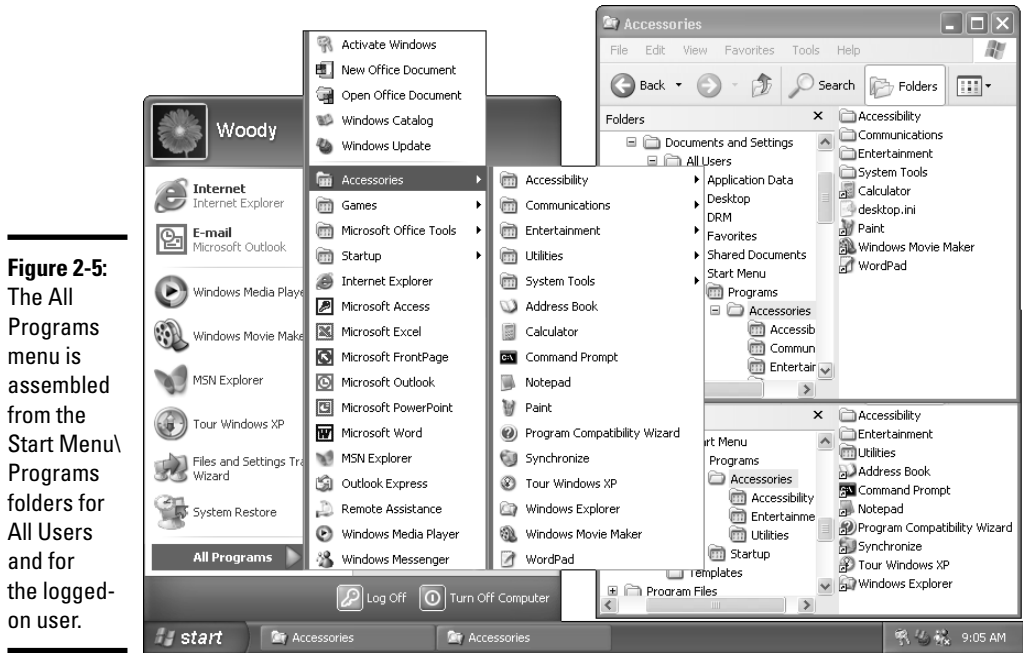 Figure 2-5:
The All
Programs
menu is
assembled
from the
Start Menu\
Programs
folders for
All Users
and for
the logged-
on user.
Woody
Internet
Internet Explorer
E-mail
Microsoft Outlook
Windows Media Playe
Windows Movie Make
MSN Explorer
Tour Windows XP
Files and Settings Tra
Wizard
System Restore
All Programs
Activate Windows
New Office Document
Open Office Document
Windows Catalog
Windows Update
Accessories
Games
Microsoft Office Tools
Startup
Internet Explorer
Microsoft Access
Microsoft Excel
Microsoft FrontPage
Microsoft Outlook
Microsoft PowerPoint
Microsoft Word
MSN Explorer
Outlook Express
Remote Assistance
Windows Media Player
Windows Messenger
Accessibility
Communications
Entertainment
Utilities
System Tools
Address Book
Calculator
Command Prompt
Notepad
Paint
Program Compatibility Wizard
Synchronize
Tour Windows XP
Windows Explorer
Windows Movie Maker
WordPad
Log Off
Turn Off Computer
Accessories
File Edit View Favorites Tools Help
Back Search Folders
Folders
Documents and Settings
All Users
Application Data
Desktop
DRM
Favorites
Shared Documents
Start Menu
Programs
Accessories
Accessib
Commun
Entertair
Accessibility
Communications
Entertainment
System Tools
Calculator
desktop.ini
Paint
Windows Movie Maker
WordPad
rt Menu
Programs
Accessories
Accessibility
Entertainme
Utilities
Startup
Templates
Program Files
Accessibility
Entertainment
Utilities
Address Book
Command Prompt
Notepad
Program Compatibility Wizard
Synchronize
Tour Windows XP
Windows Explorer
start
Accessories
Accessories
9:05 AM